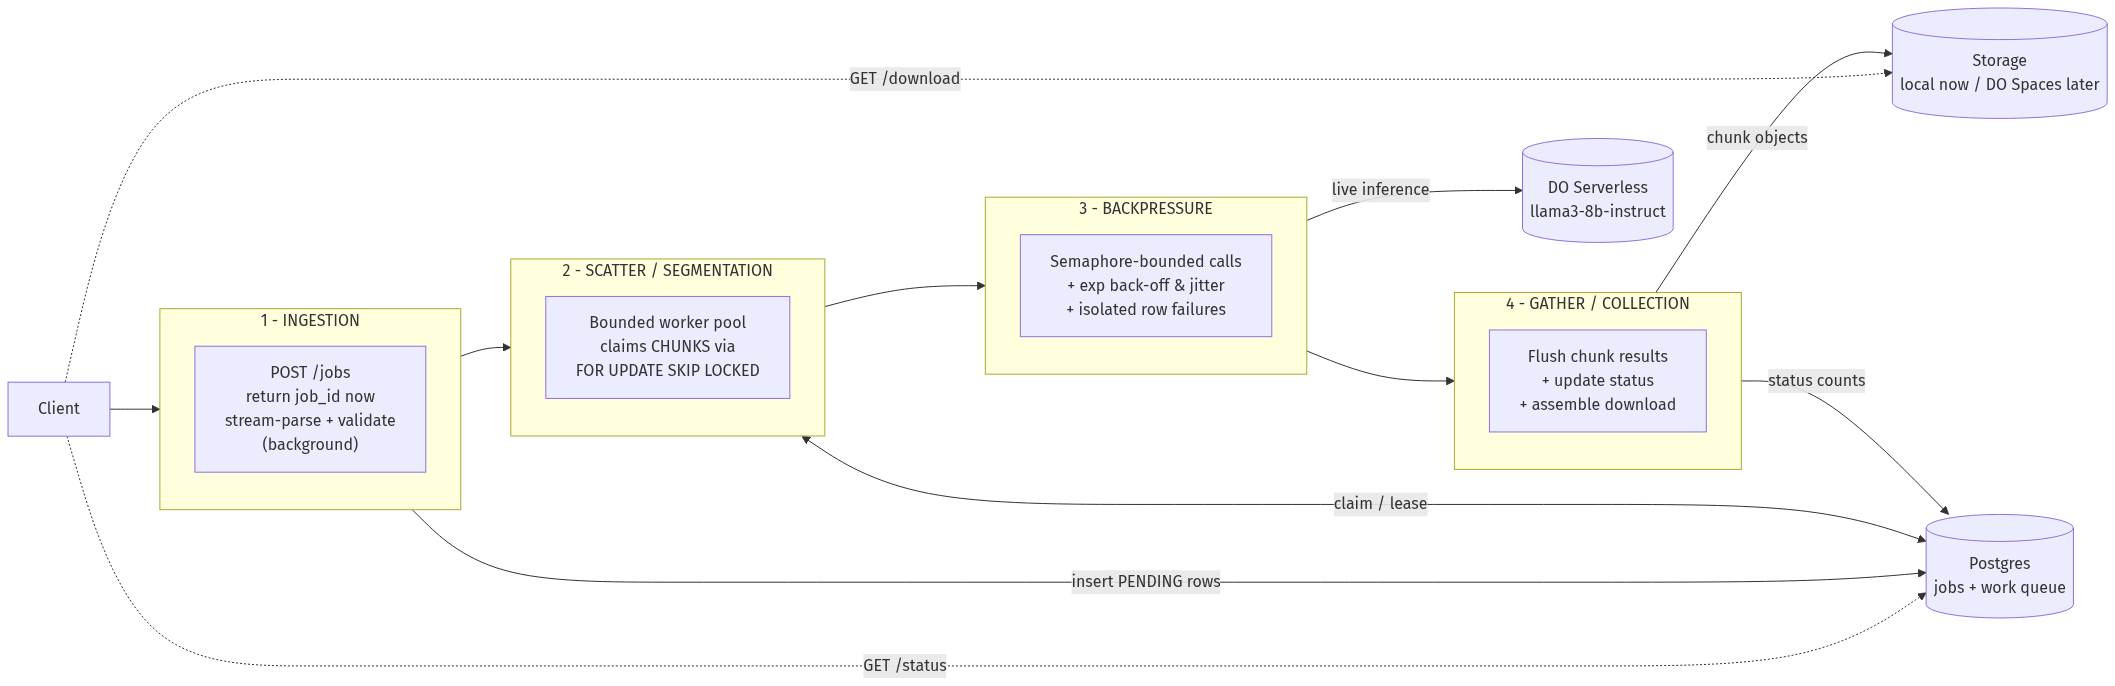 Storage
local now / DO Spaces later
GET /download
chunk objects
DO Serverless
llama3-8b-instruct
live inference
3 - BACKPRESSURE
Semaphore-bounded calls
+ exp back-off & jitter
+ isolated row failures
2 - SCATTER / SEGMENTATION
Bounded worker pool
claims CHUNKS via
FOR UPDATE SKIP LOCKED
4 - GATHER / COLLECTION
Flush chunk results
+ update status
+ assemble download
1 - INGESTION
POST /jobs
return job_id now
stream-parse + validate
(background)
Client
status counts
claim / lease
Postgres
jobs + work queue
insert PENDING rows
GET /status